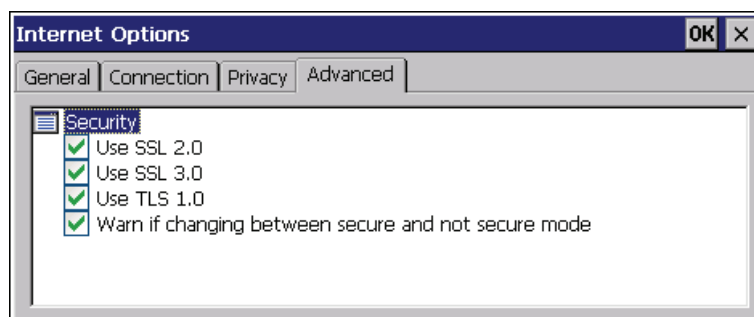 Internet Options OK ×
General Connection Privacy Advanced
Security
Use SSL 2.0
Use SSL 3.0
Use TLS 1.0
Warn if changing between secure and not secure mode